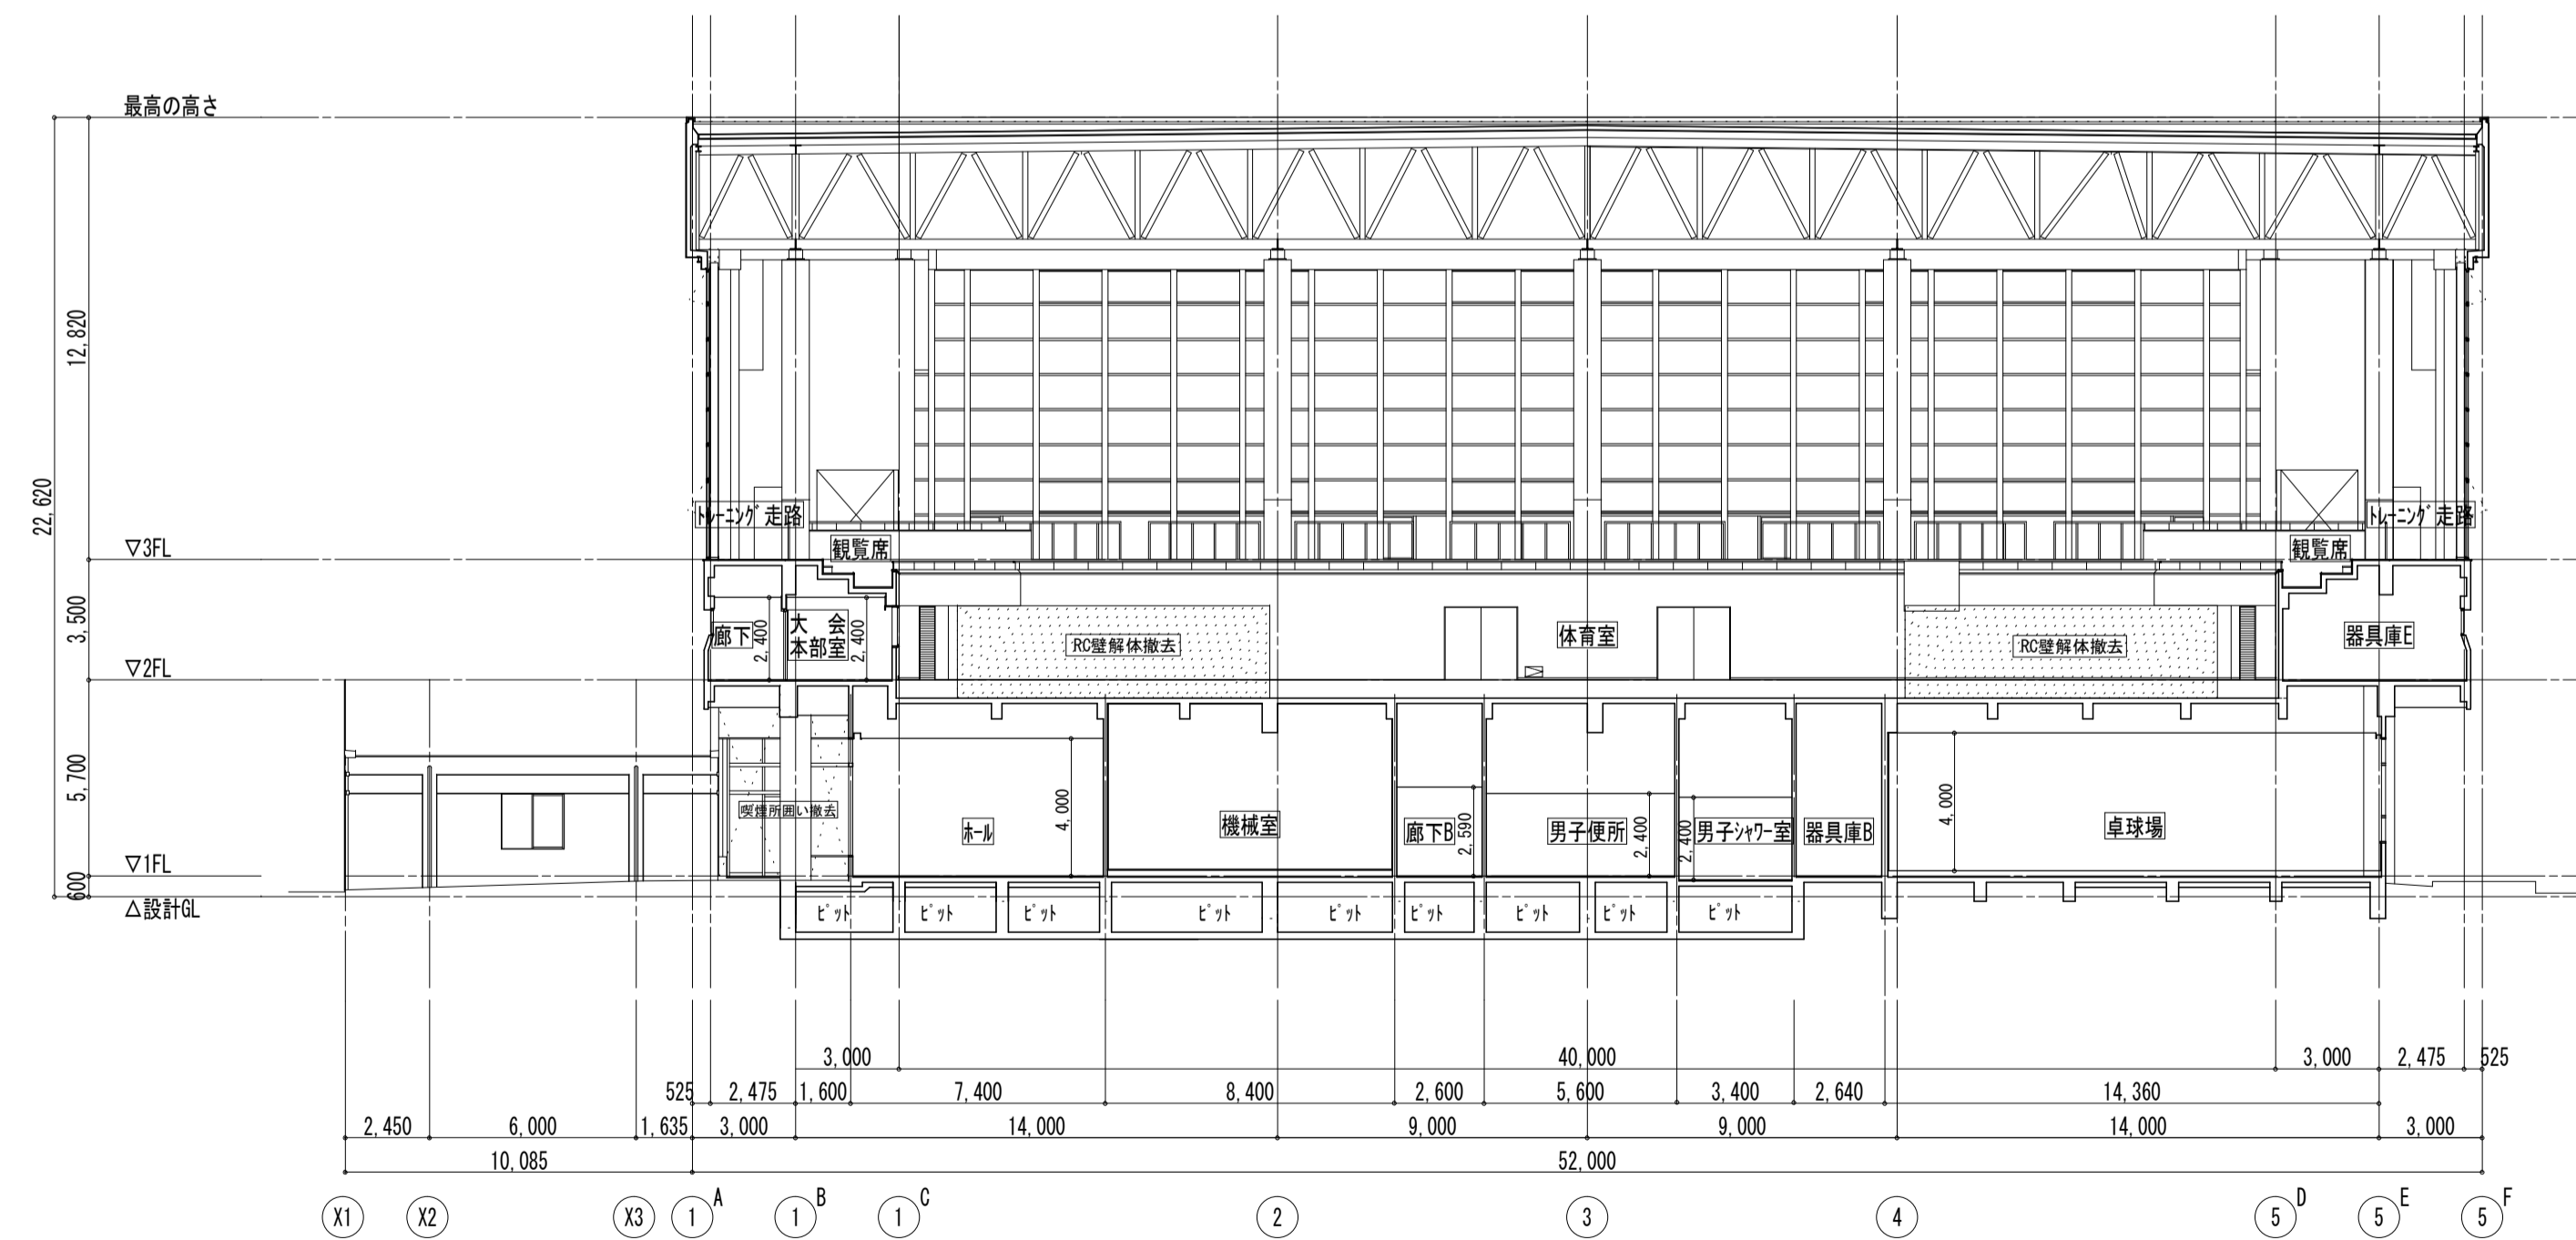 最高の高さ
12,820
22,620
トレーニング走路
トレーニング走路
▽3FL
観覧席
観覧席
3,500
廊下
2,400
大 会
本部室
2,400
RC壁解体撤去
体育室
RC壁解体撤去
器具庫E
▽2FL
5,700
喫煙所囲い撤去
ホール
4,000
機械室
廊下B
2,590
男子便所
2,400
2,400
男子シャワー室
器具庫B
4,000
卓球場
▽1FL
600
△設計GL
ピット
ピット
ピット
ピット
ピット
ピット
ピット
ピット
ピット
3,000
40,000
3,000
2,475
525
525
2,475
1,600
7,400
8,400
2,600
5,600
3,400
2,640
14,360
2,450
6,000
1,635
3,000
14,000
9,000
9,000
14,000
3,000
10,085
52,000
X1
X2
X3
1 A
1 B
1 C
2
3
4
5 D
5 E
5 F